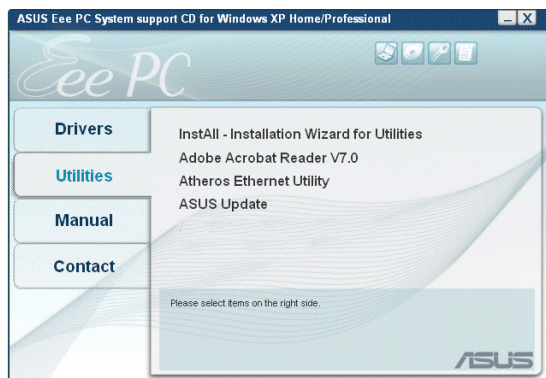 ASUS Eee PC System support CD for Windows XP Home/Professional
Eee PC
Drivers
Utilities
Manual
Contact
InstAll - Installation Wizard for Utilities
Adobe Acrobat Reader V7.0
Atheros Ethernet Utility
ASUS Update
Please select items on the right side.
ASUS